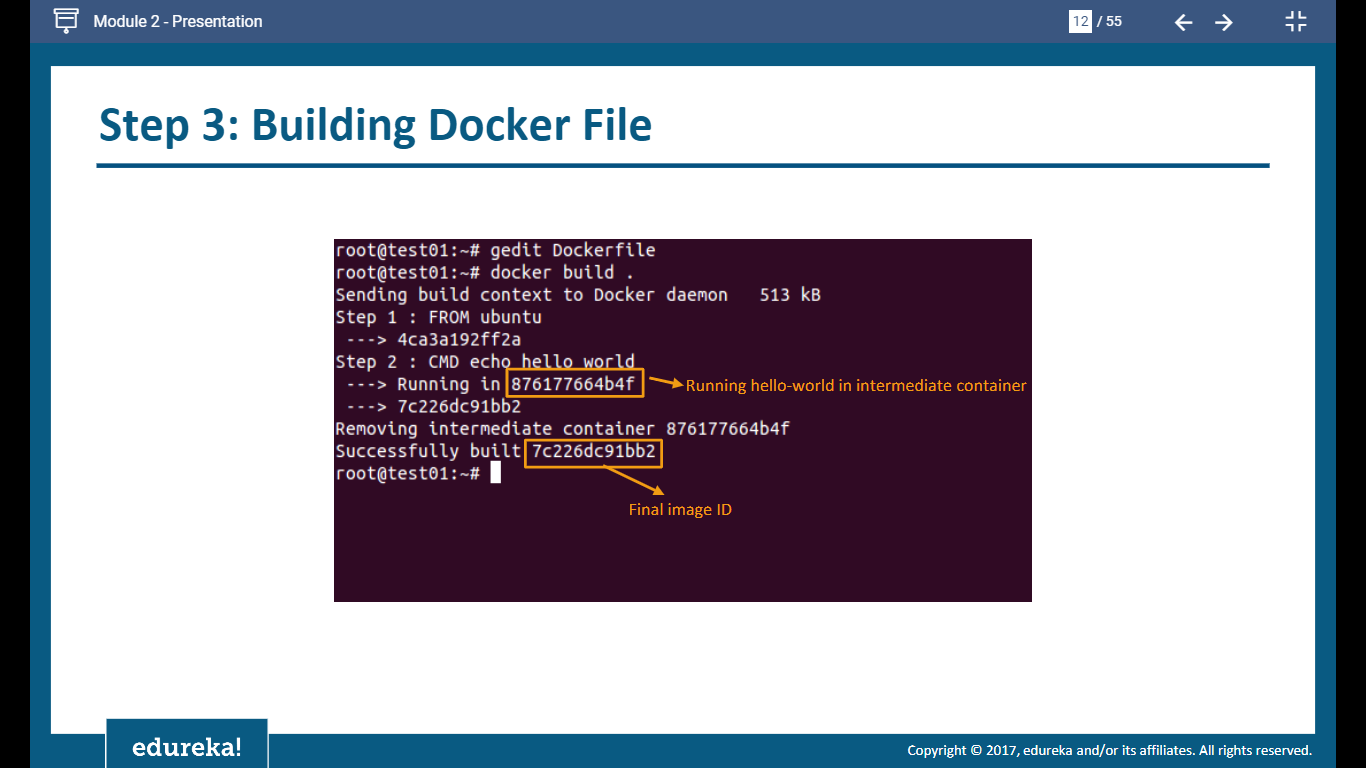 Module 2 - Presentation
12 / 55
Step 3: Building Docker File
root@test01:~# gedit Dockerfile
root@test01:~# docker build .
Sending build context to Docker daemon   513 kB
Step 1 : FROM ubuntu
---> 4ca3a192ff2a
Step 2 : CMD echo hello world
---> Running in 876177664b4f
Running hello-world in intermediate container
---> 7c226dc91bb2
Removing intermediate container 876177664b4f
Successfully built 7c226dc91bb2
root@test01:~#
Final image ID
edureka!
Copyright © 2017, edureka and/or its affiliates. All rights reserved.